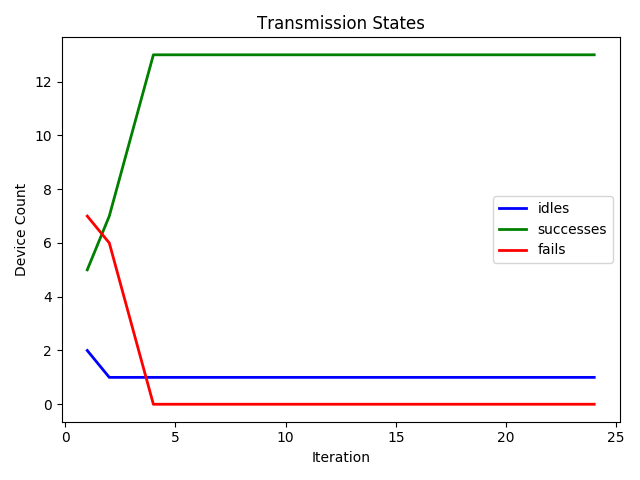 Transmission States
Device Count
12
10
8
6
4
2
0
idles
successes
fails
0 5 10 15 20 25
Iteration